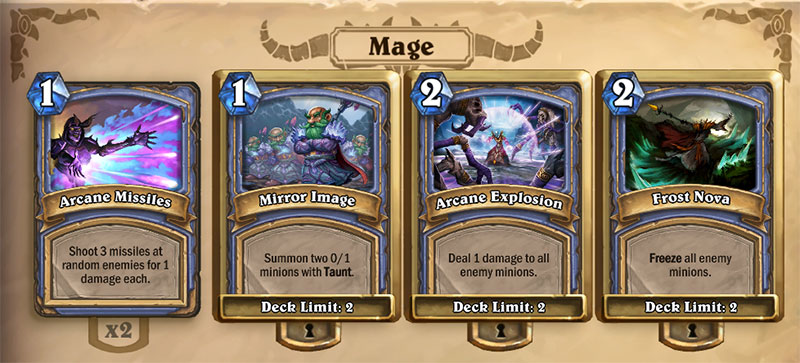 Mage
1
Arcane Missiles
Shoot 3 missiles at
random enemies for 1
damage each.
x2
1
Mirror Image
Summon two 0/1
minions with Taunt.
Deck Limit: 2
2
Arcane Explosion
Deal 1 damage to all
enemy minions.
Deck Limit: 2
2
Frost Nova
Freeze all enemy
minions.
Deck Limit: 2